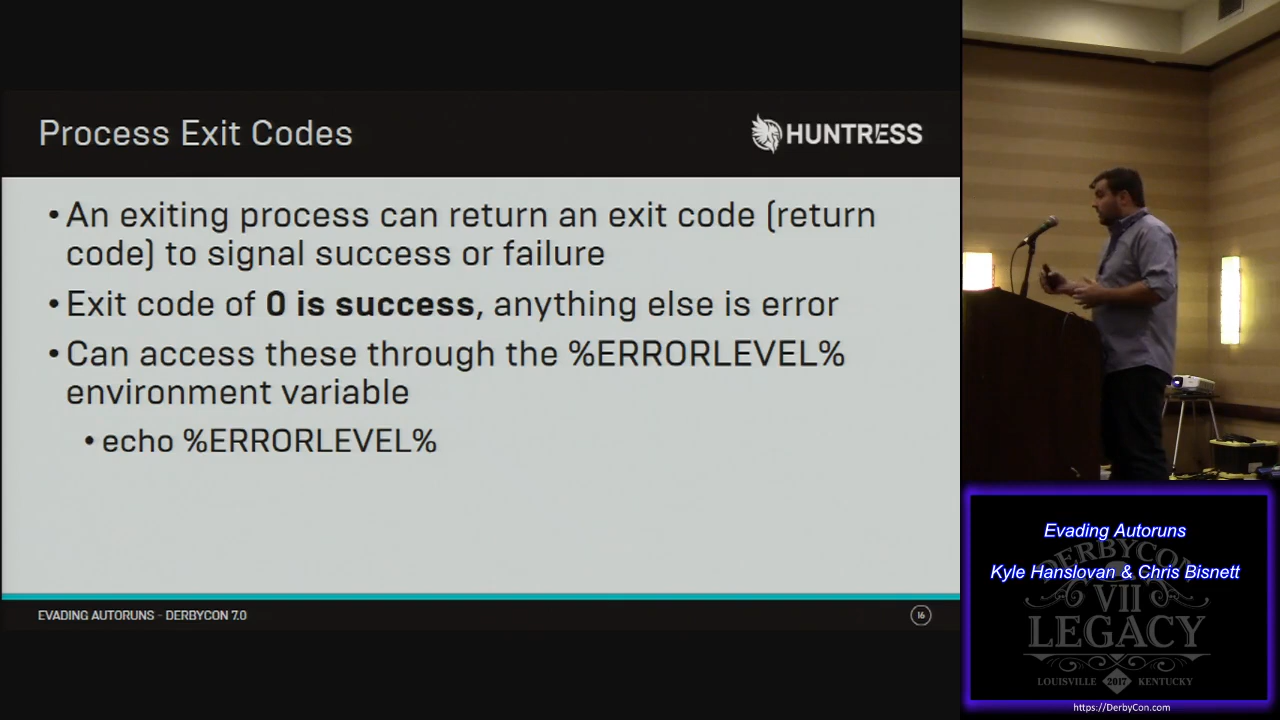 Process Exit Codes
HUNTRESS
• An exiting process can return an exit code (return
code) to signal success or failure
• Exit code of 0 is success, anything else is error
• Can access these through the %ERRORLEVEL%
environment variable
• echo %ERRORLEVEL%
EVADING AUTORUNS - DERBYCON 7.0
16
Evading Autoruns
Kyle Hanslovan & Chris Bisnett
DERBYCON
VII
LEGACY
LOUISVILLE 2017 KENTUCKY
https://DerbyCon.com